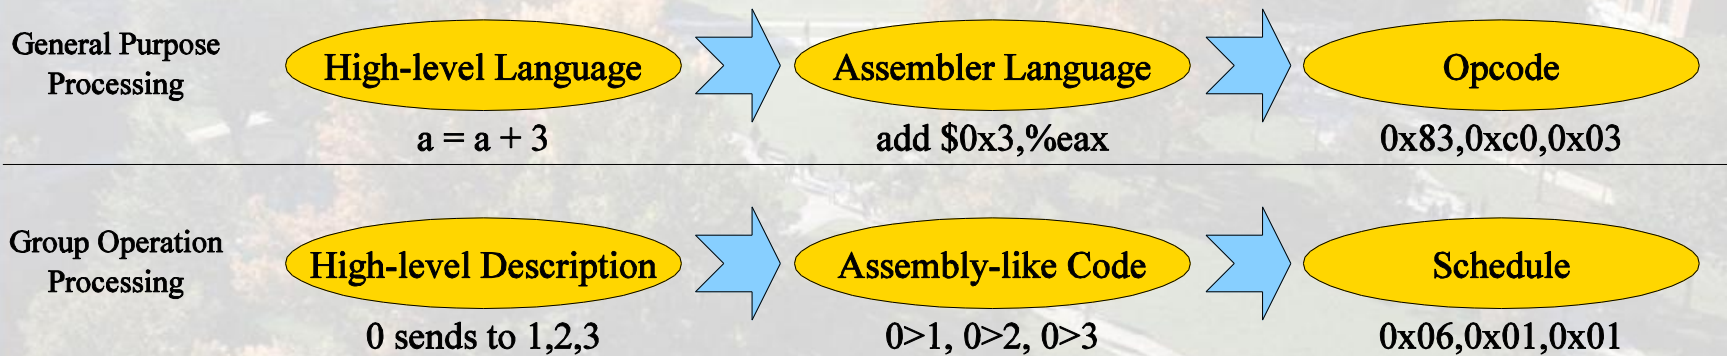 General Purpose
Processing
High-level Language
Assembler Language
Opcode
a = a + 3
add $0x3,%eax
0x83,0xc0,0x03
Group Operation
Processing
High-level Description
Assembly-like Code
Schedule
0 sends to 1,2,3
0>1, 0>2, 0>3
0x06,0x01,0x01